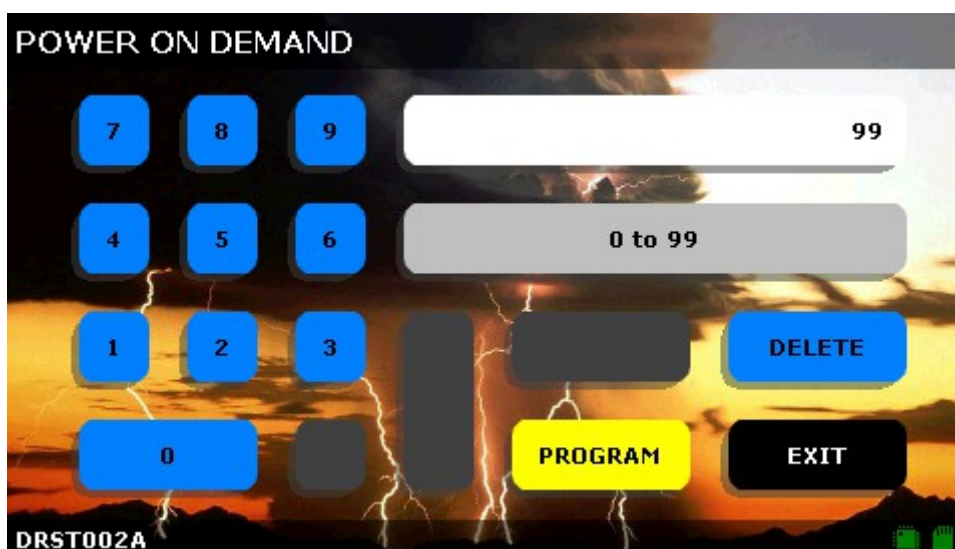 POWER ON DEMAND
7 8 9 99
4 5 6 0 to 99
1 2 3 DELETE
0 PROGRAM EXIT
DRST002A